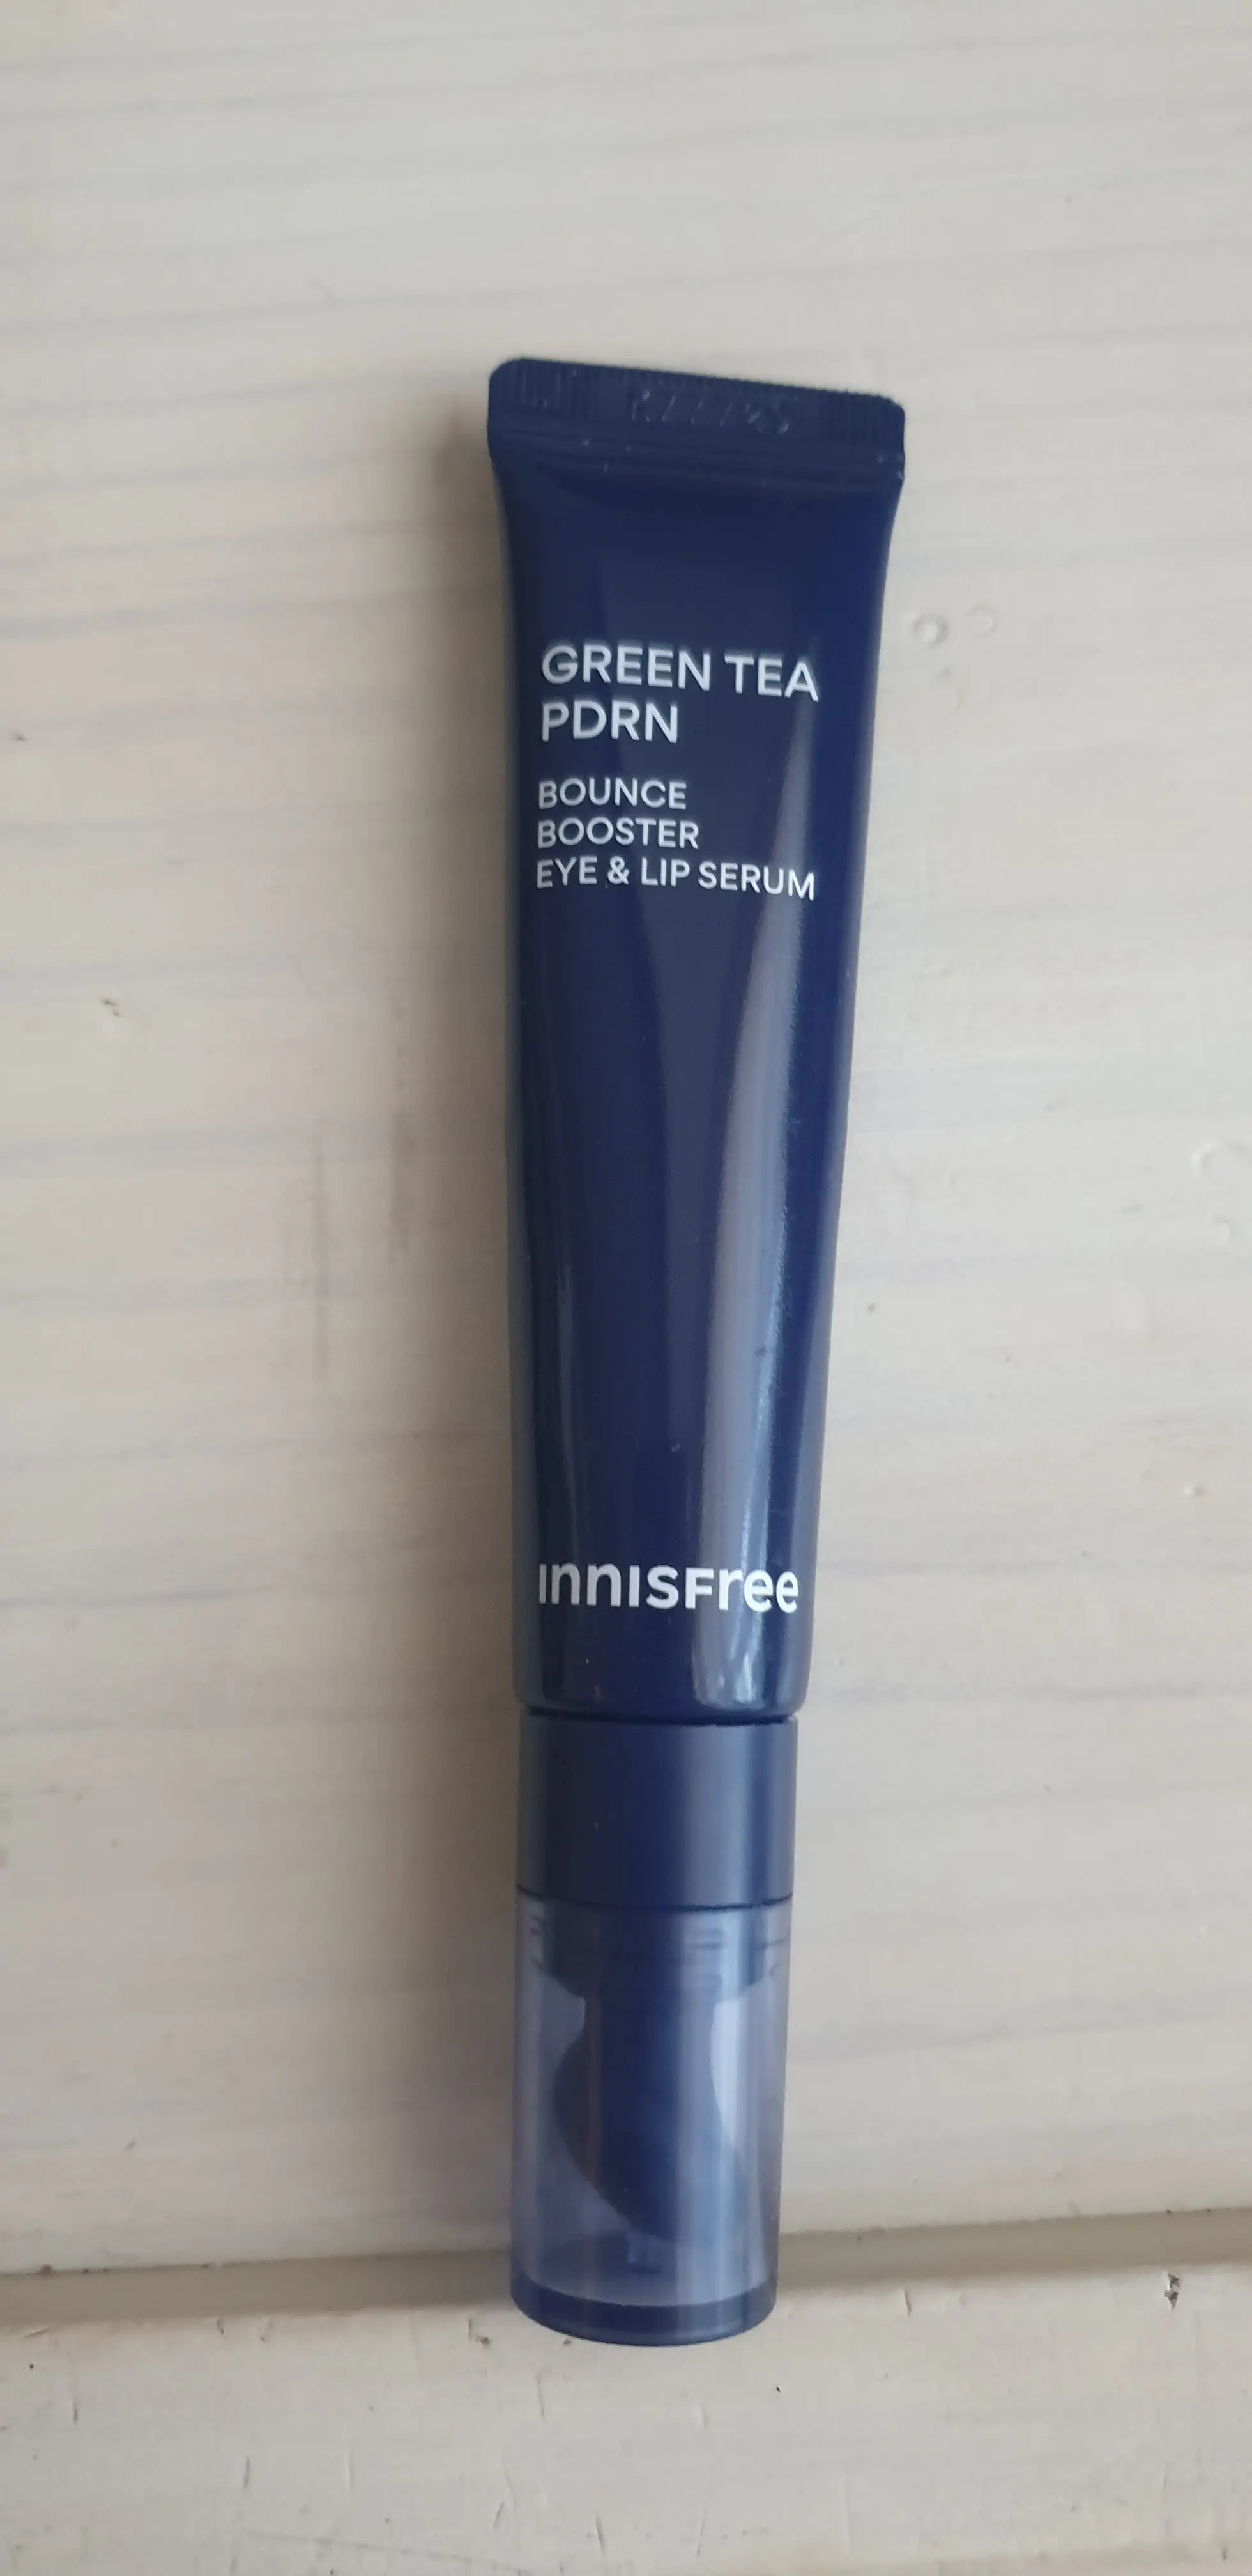 GREEN TEA
PDRN
BOUNCE
BOOSTER
EYE & LIP SERUM
INNISFree